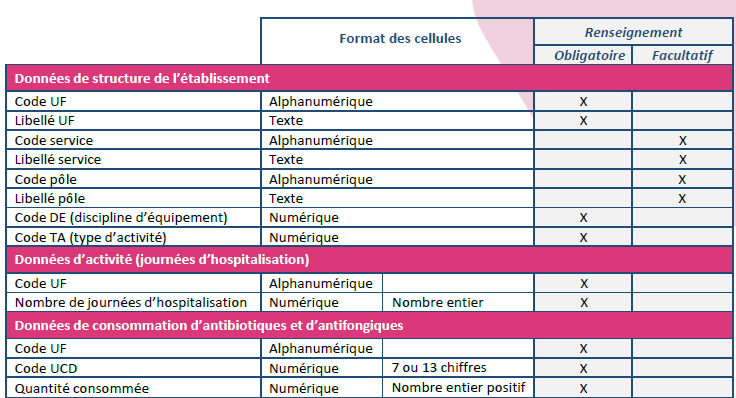 Format des cellules Renseignement
Obligatoire Facultatif
Données de structure de l'établissement
Code UF Alphanumérique X
Libellé UF Texte X
Code service Alphanumérique X
Libellé service Texte X
Code pôle Alphanumérique X
Libellé pôle Texte X
Code DE (discipline d'équipement) Numérique X
Code TA (type d'activité) Numérique X
Données d'activité (journées d'hospitalisation)
Code UF Alphanumérique X
Nombre de journées d'hospitalisation Numérique Nombre entier X
Données de consommation d'antibiotiques et d'antifongiques
Code UF Alphanumérique X
Code UCD Numérique 7 ou 13 chiffres X
Quantité consommée Numérique Nombre entier positif X